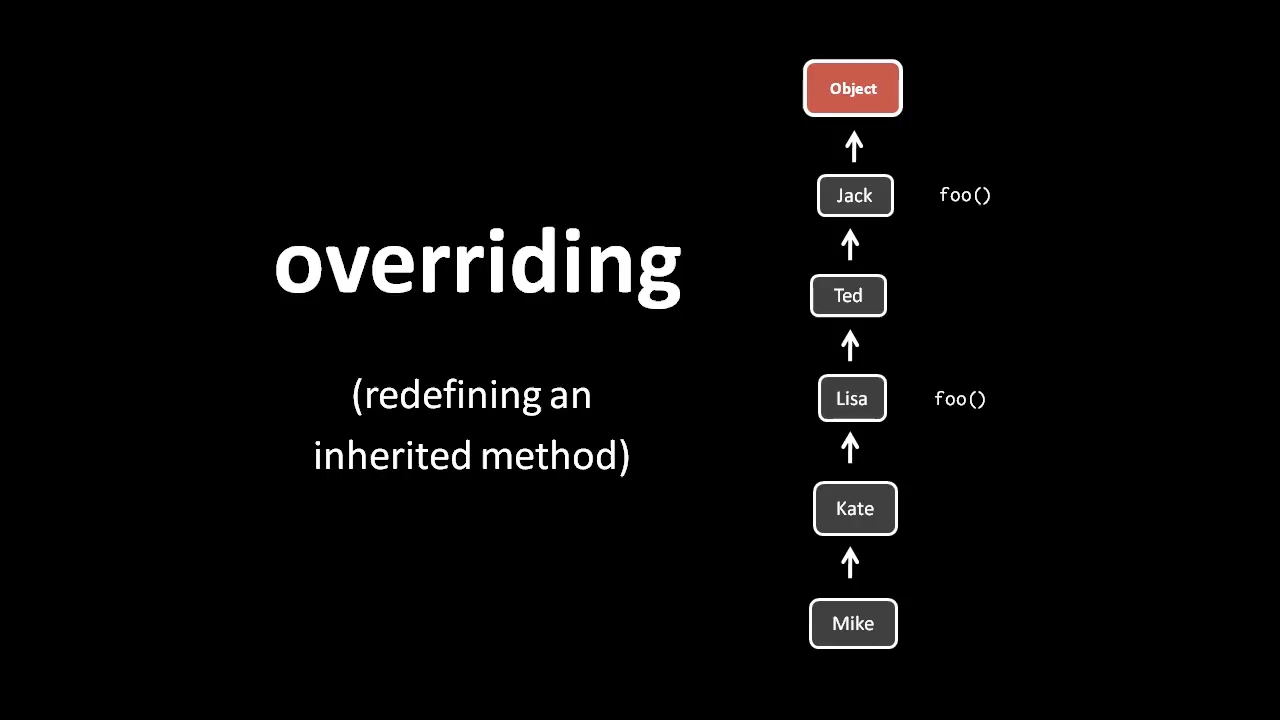 overriding
(redefining an
inherited method)
Object
Jack foo()
Ted
Lisa foo()
Kate
Mike